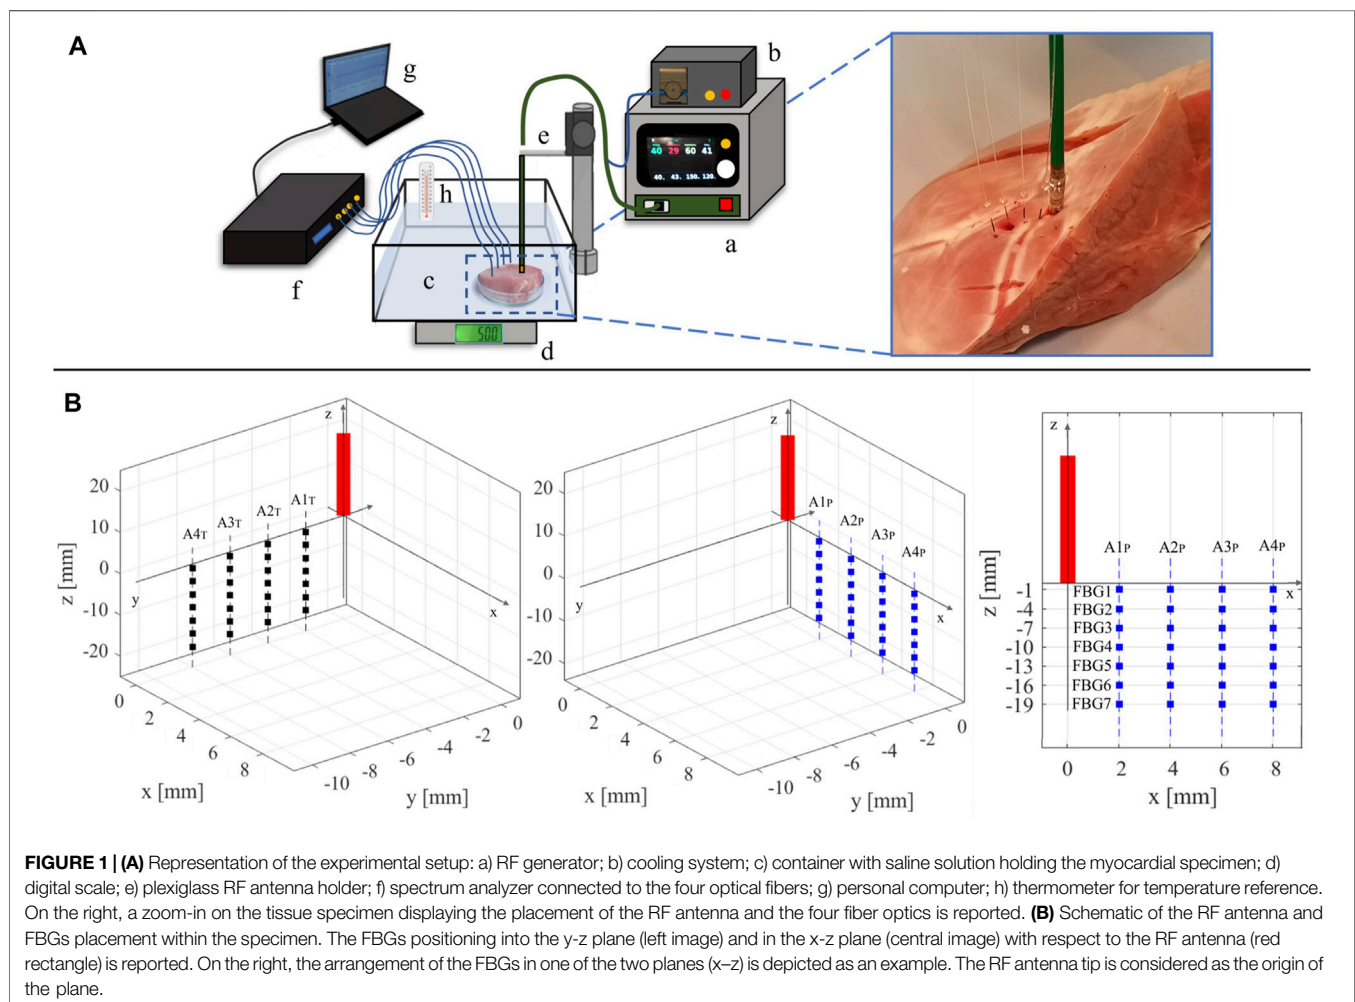 A
g
b
e
h
40 29 60 41
40. 43. 150. 120.
a
f
c
500
d
B
z
A1T
A2T
A3T
A4T
20
10
0
-10
-20
z [mm]
y
x
0
2
4
6
8
x [mm]
-10
-8
-6
-4
-2
0
y [mm]
z
A1P
A2P
A3P
A4P
20
10
0
-10
-20
y
x
0
2
4
6
8
x [mm]
-10
-8
-6
-4
-2
0
y [mm]
z
A1P A2P A3P A4P
x
z [mm]
-1 FBG1
-4 FBG2
-7 FBG3
-10 FBG4
-13 FBG5
-16 FBG6
-19 FBG7
0 2 4 6 8
x [mm]
FIGURE 1 | (A) Representation of the experimental setup: a) RF generator; b) cooling system; c) container with saline solution holding the myocardial specimen; d)
digital scale; e) plexiglass RF antenna holder; f) spectrum analyzer connected to the four optical fibers; g) personal computer; h) thermometer for temperature reference.
On the right, a zoom-in on the tissue specimen displaying the placement of the RF antenna and the four fiber optics is reported. (B) Schematic of the RF antenna and
FBGs placement within the specimen. The FBGs positioning into the y-z plane (left image) and in the x-z plane (central image) with respect to the RF antenna (red
rectangle) is reported. On the right, the arrangement of the FBGs in one of the two planes (x–z) is depicted as an example. The RF antenna tip is considered as the origin of
the plane.